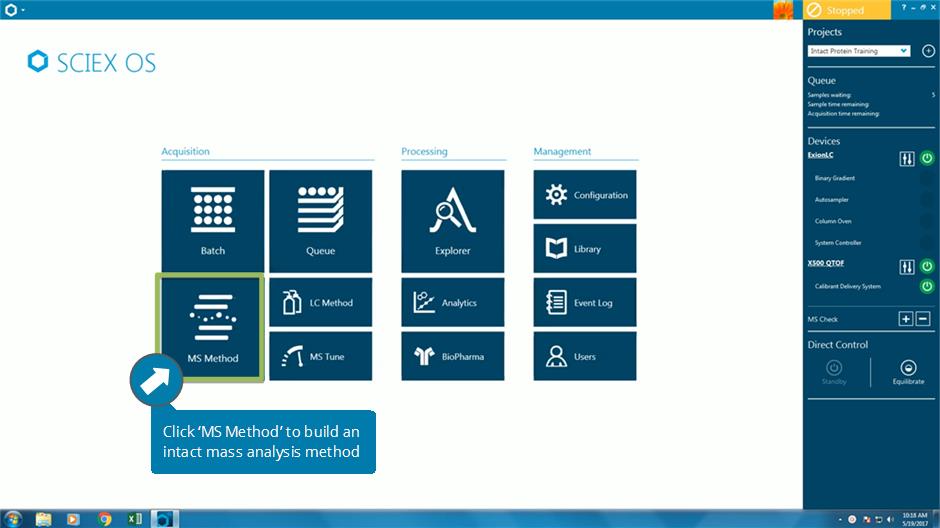 Stopped
?
SCIEX OS
Acquisition
Batch
Queue
MS Method
LC Method
MS Tune
Processing
Explorer
Analytics
BioPharma
Management
Configuration
Library
Event Log
Users
Click ‘MS Method’ to build an
intact mass analysis method
Projects
Intact Protein Training
Queue
Samples waiting: 5
Sample time remaining:
Acquisition time remaining:
Devices
ExionLC
Binary Gradient
Autosampler
Column Oven
System Controller
X500 QTOF
Calibrant Delivery System
MS Check
Direct Control
Standby
Equilibrate
10:18 AM
5/19/2017